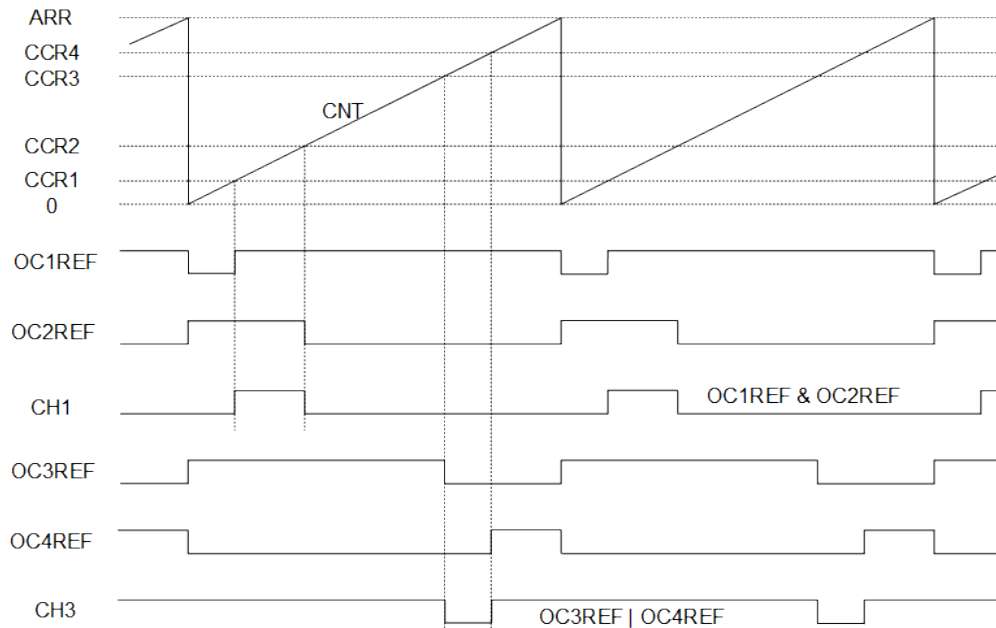 ARR
CCR4
CCR3
CNT
CCR2
CCR1
0
OC1REF
OC2REF
CH1
OC1REF & OC2REF
OC3REF
OC4REF
CH3
OC3REF | OC4REF